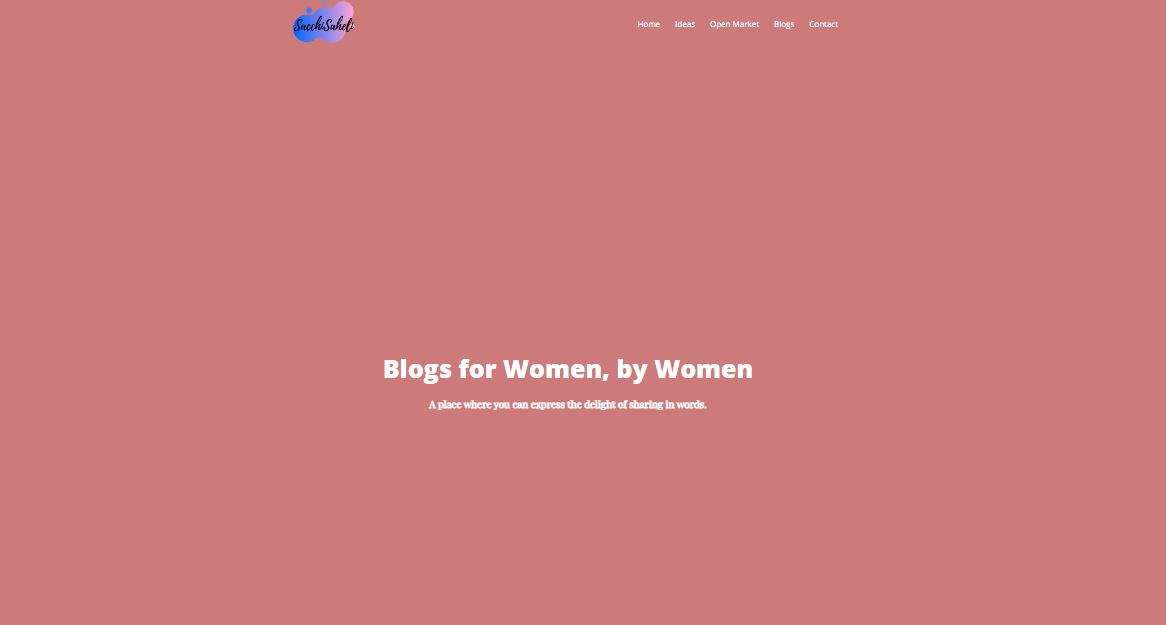 SacchiSaheli
Home Ideas Open Market Blogs Contact
Blogs for Women, by Women
A place where you can express the delight of sharing in words.